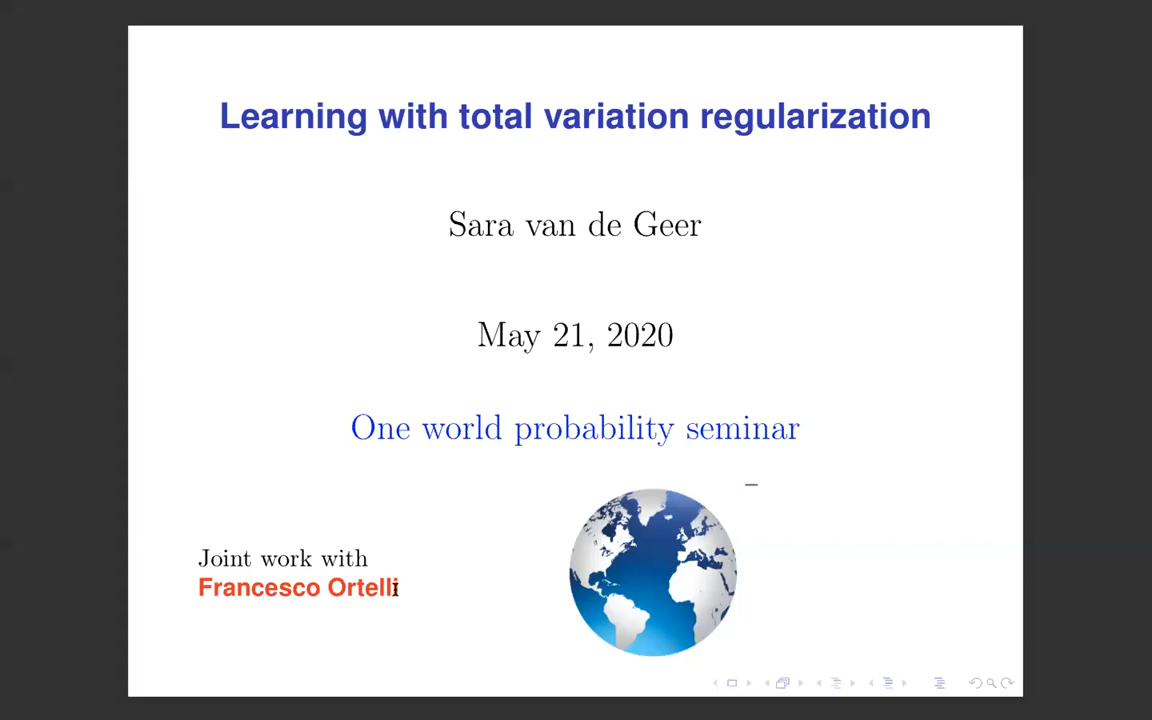 Learning with total variation regularization
Sara van de Geer
May 21, 2020
One world probability seminar
Joint work with
Francesco Ortelli